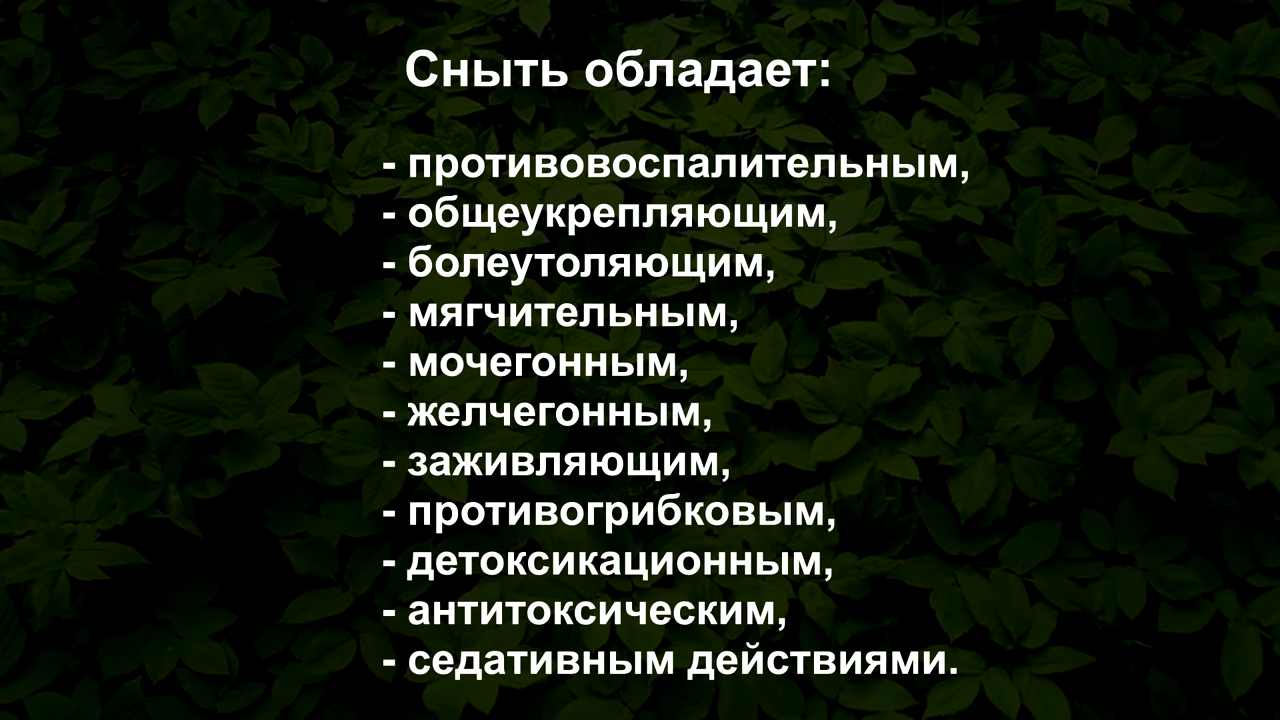 Сныть обладает:
- противовоспалительным,
- общеукрепляющим,
- болеутоляющим,
- мягчительным,
- мочегонным,
- желчегонным,
- заживляющим,
- противогрибковым,
- детоксикационным,
- антитоксическим,
- седативным действиями.